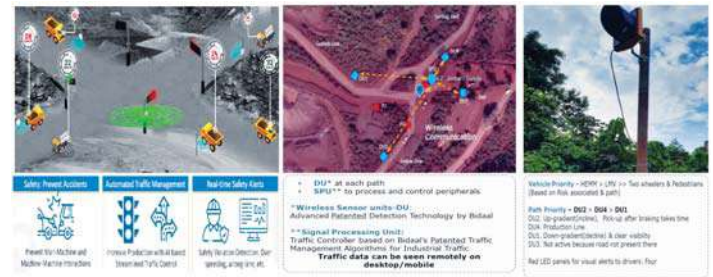 Wireless
Communication
Safety: Prevent Accidents
Prevent Man-Machine and
Machine-Machine Interactions
Automated Traffic Management
Increase Production with AI based
Streamlined Traffic Control
Real-time Safety Alerts
Safety Violation Detection: Over
speeding, wrong lane, etc.
• DU* at each path
• SPU** to process and control peripherals
*Wireless Sensor units-DU:
Advanced Patented Detection Technology by Bidaal
**Signal Processing Unit:
Traffic Controller based on Bidaal's Patented Traffic
Management Algorithms for Industrial Traffic
Traffic data can be seen remotely on
desktop/mobile
Vehicle Priority – HEMM > LMV >> Two wheelers & Pedestrians
(Based on Risk associated & path)
Path Priority – DU2 > DU4 > DU1
DU2: Up-gradient(incline), Pick-up after braking takes time
DU4: Production Line
DU1: Down-gradient(decline) & clear visibility
DU3: Not active because road not present there
Red LED panels for visual alerts to drivers: Four